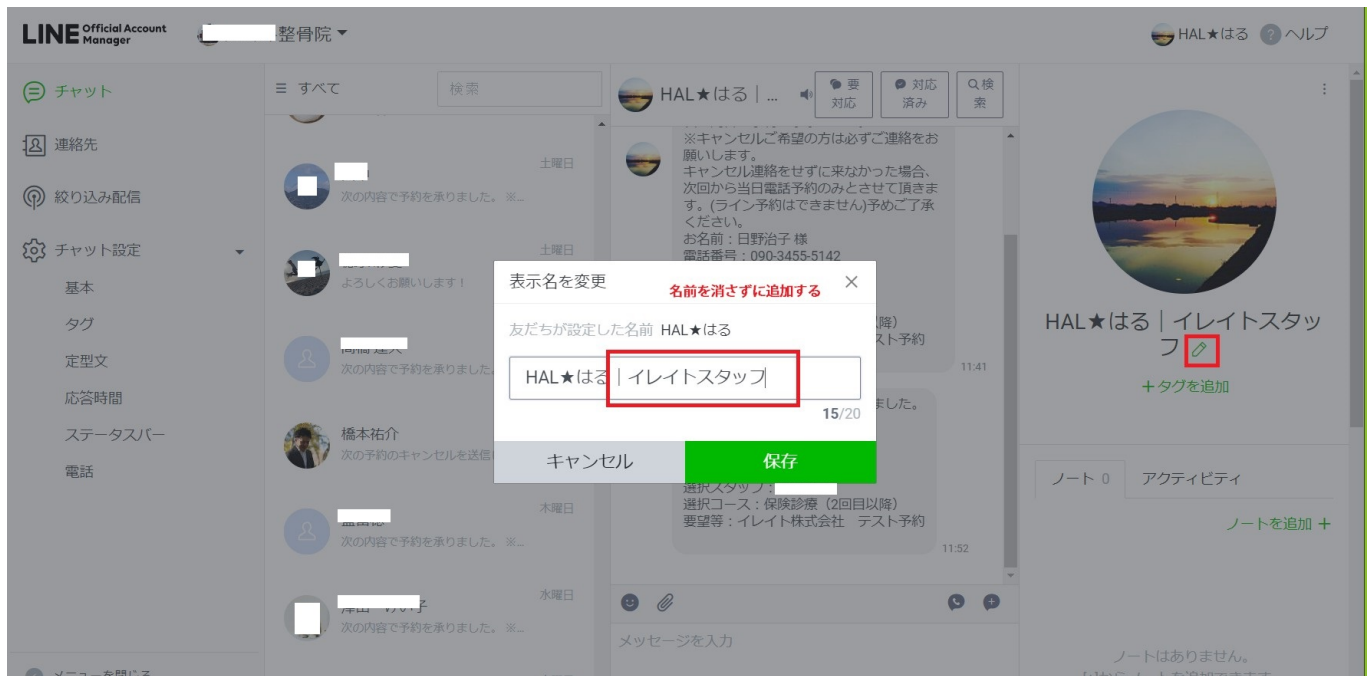 LINE Official Account Manager
整骨院
HAL★はる
ヘルプ
チャット
連絡先
絞り込み配信
チャット設定
基本
タグ
定型文
応答時間
ステータスバー
電話
メニューを閉じる
すべて
検索
土曜日
次の内容で予約を承りました。 ※...
土曜日
よろしくお願いします！
次の内容で予約を承りました。
橋本祐介
次の予約のキャンセルを送信
木曜日
次の内容で予約を承りました。 ※...
水曜日
次の内容で予約を承りました。 ※...
HAL★はる｜...
要対応
対応済み
検索
※キャンセルご希望の方は必ずご連絡をお
願いします。
キャンセル連絡をせずに来なかった場合、
次回から当日電話予約のみとさせて頂きま
す。(ライン予約はできません)予めご了承
ください。
お名前：日野治子 様
電話番号：090-3455-5142
降）
スト予約
11:41
ました。
選択スタッフ：
選択コース：保険診療（2回目以降）
要望等：イレイト株式会社　テスト予約
11:52
メッセージを入力
表示名を変更
名前を消さずに追加する
友だちが設定した名前 HAL★はる
HAL★はる｜イレイトスタッフ
15/20
キャンセル
保存
HAL★はる｜イレイトスタッ
フ
＋タグを追加
ノート 0
アクティビティ
ノートを追加 ＋
ノートはありません。